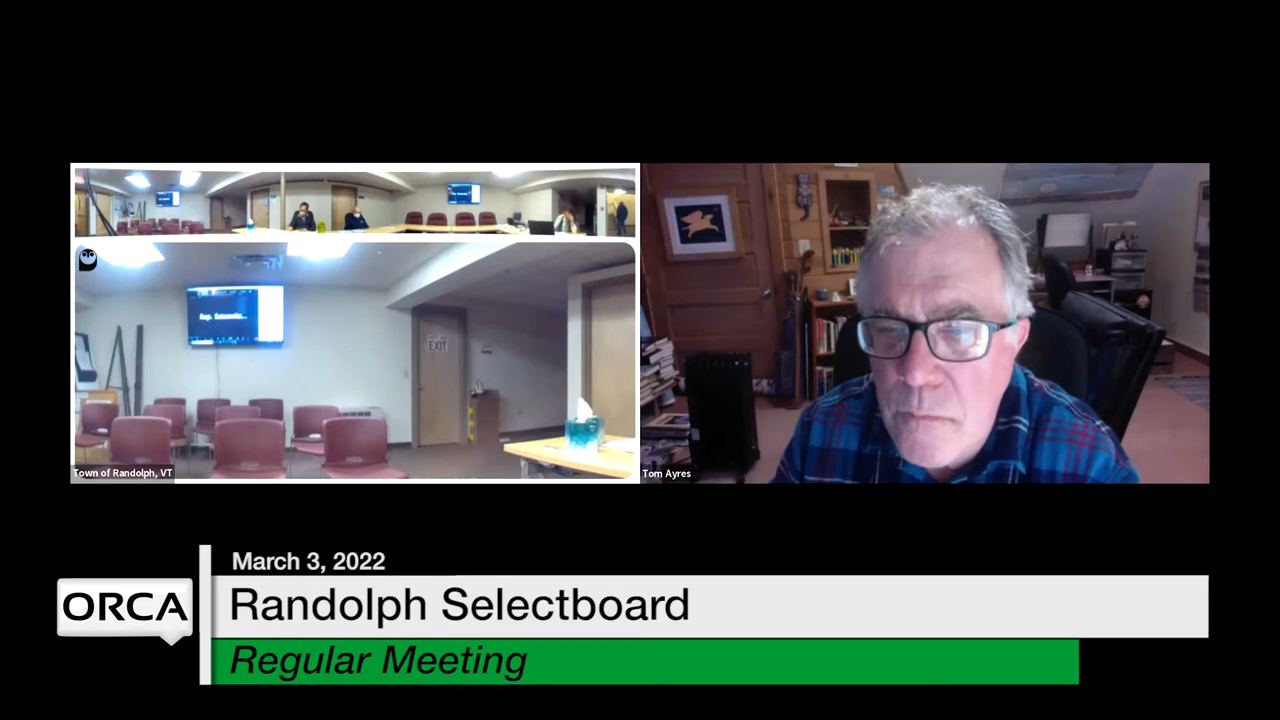 EXIT
Town of Randolph, VT
Tom Ayres
March 3, 2022
ORCA
Randolph Selectboard
Regular Meeting